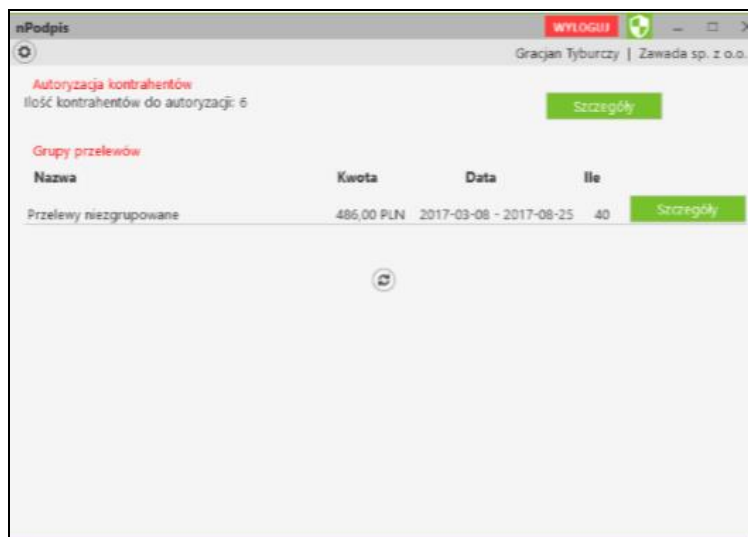 nPodpis WYLOGUJ
Gracjan Tyburczy | Zawada sp. z o.o.
Autoryzacja kontrahentów
Ilość kontrahentów do autoryzacji: 6 Szczegóły
Grupy przelewów
Nazwa Kwota Data Ile
Przelewy niezgrupowane 486,00 PLN 2017-03-08 - 2017-08-25 40 Szczegóły